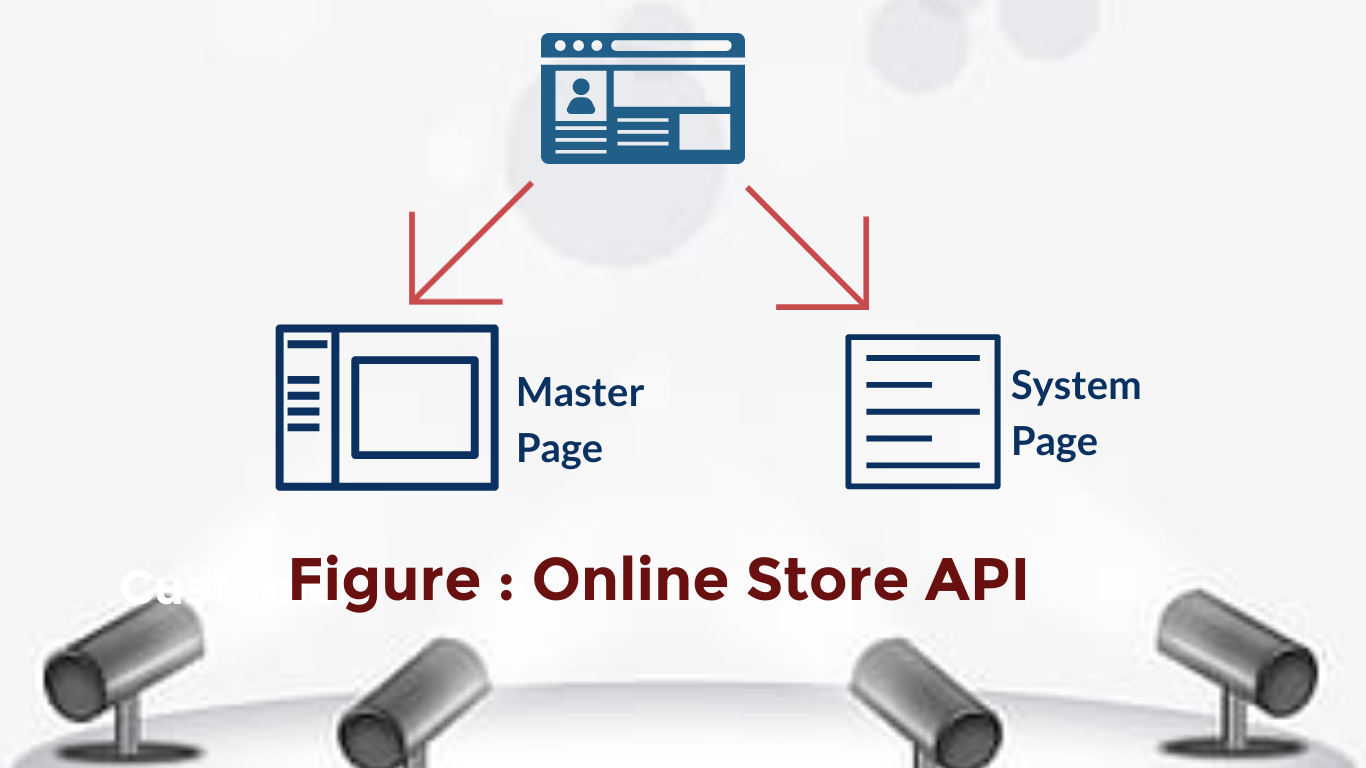 Master
Page
System
Page
Figure : Online Store API